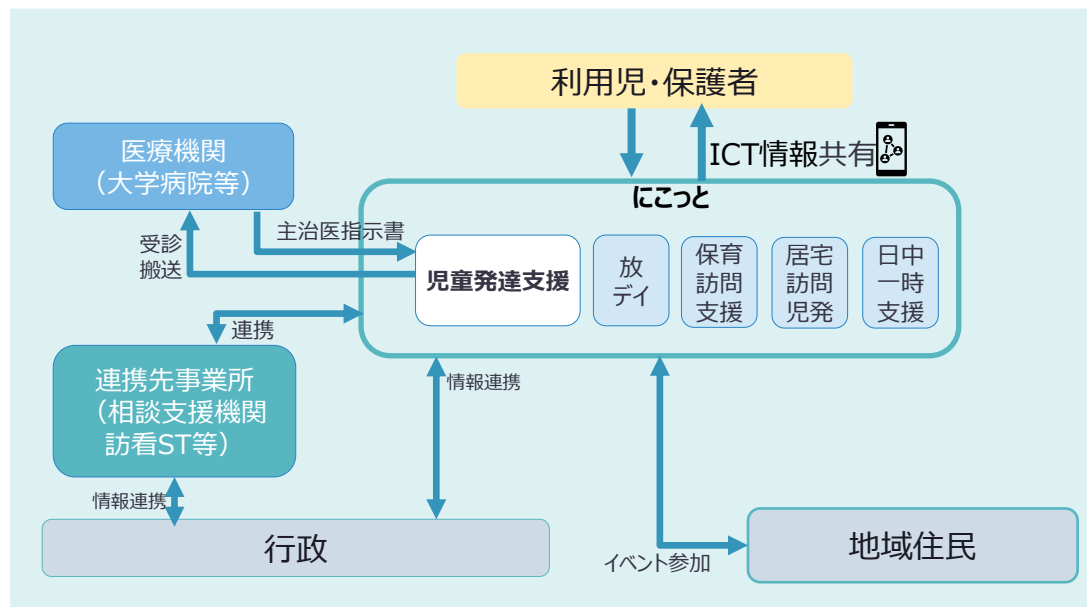 利用児・保護者
ICT情報共有
医療機関
（大学病院等）
主治医指示書
受診
搬送
にこっと
児童発達支援
放
デイ
保育
訪問
支援
居宅
訪問
児発
日中
一時
支援
連携
連携先事業所
（相談支援機関
訪看ST等）
情報連携
情報連携
行政
イベント参加
地域住民